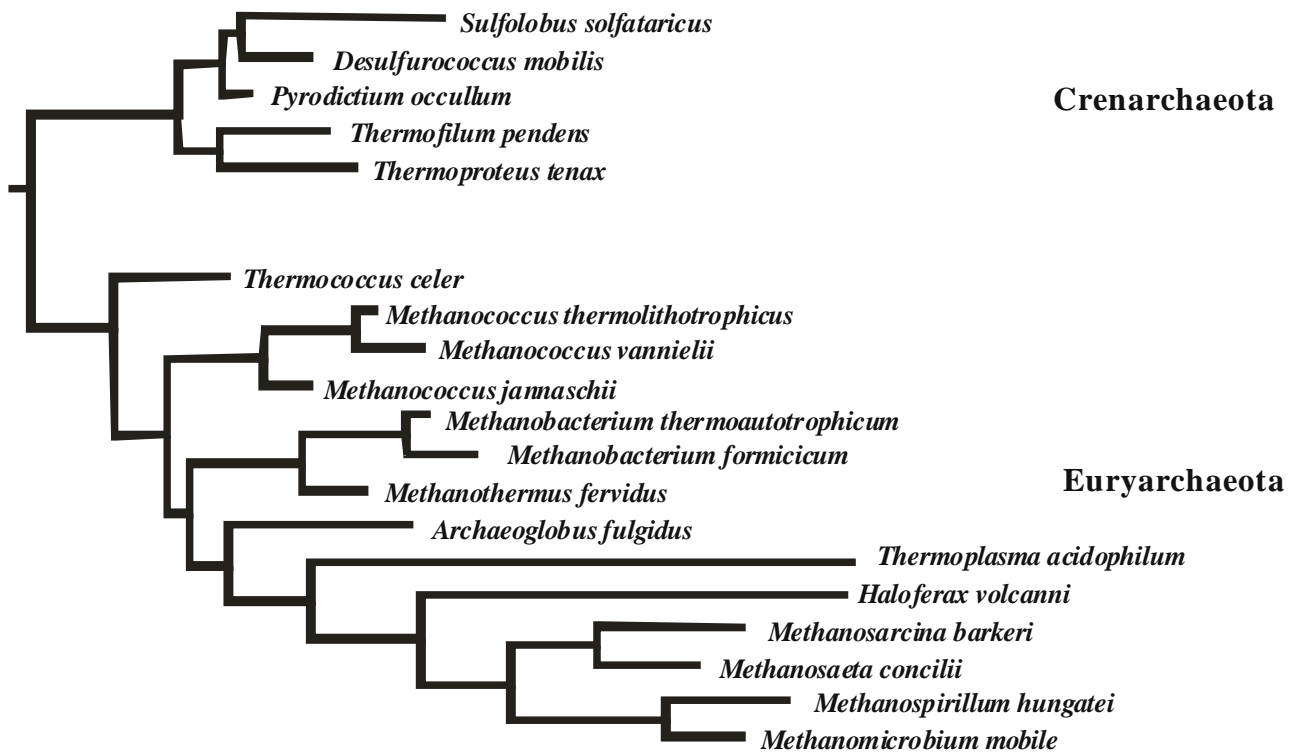 Sulfolobus solfataricus
Desulfurococcus mobilis
Pyrodictium occullum
Crenarchaeota
Thermofilum pendens
Thermoproteus tenax
Thermococcus celer
Methanococcus thermolithotrophicus
Methanococcus vannielii
Methanococcus jannaschii
Methanobacterium thermoautotrophicum
Methanobacterium formicicum
Euryarchaeota
Methanothermus fervidus
Archaeoglobus fulgidus
Thermoplasma acidophilum
Haloferax volcanni
Methanosarcina barkeri
Methanosaeta concilii
Methanospirillum hungatei
Methanomicrobium mobile